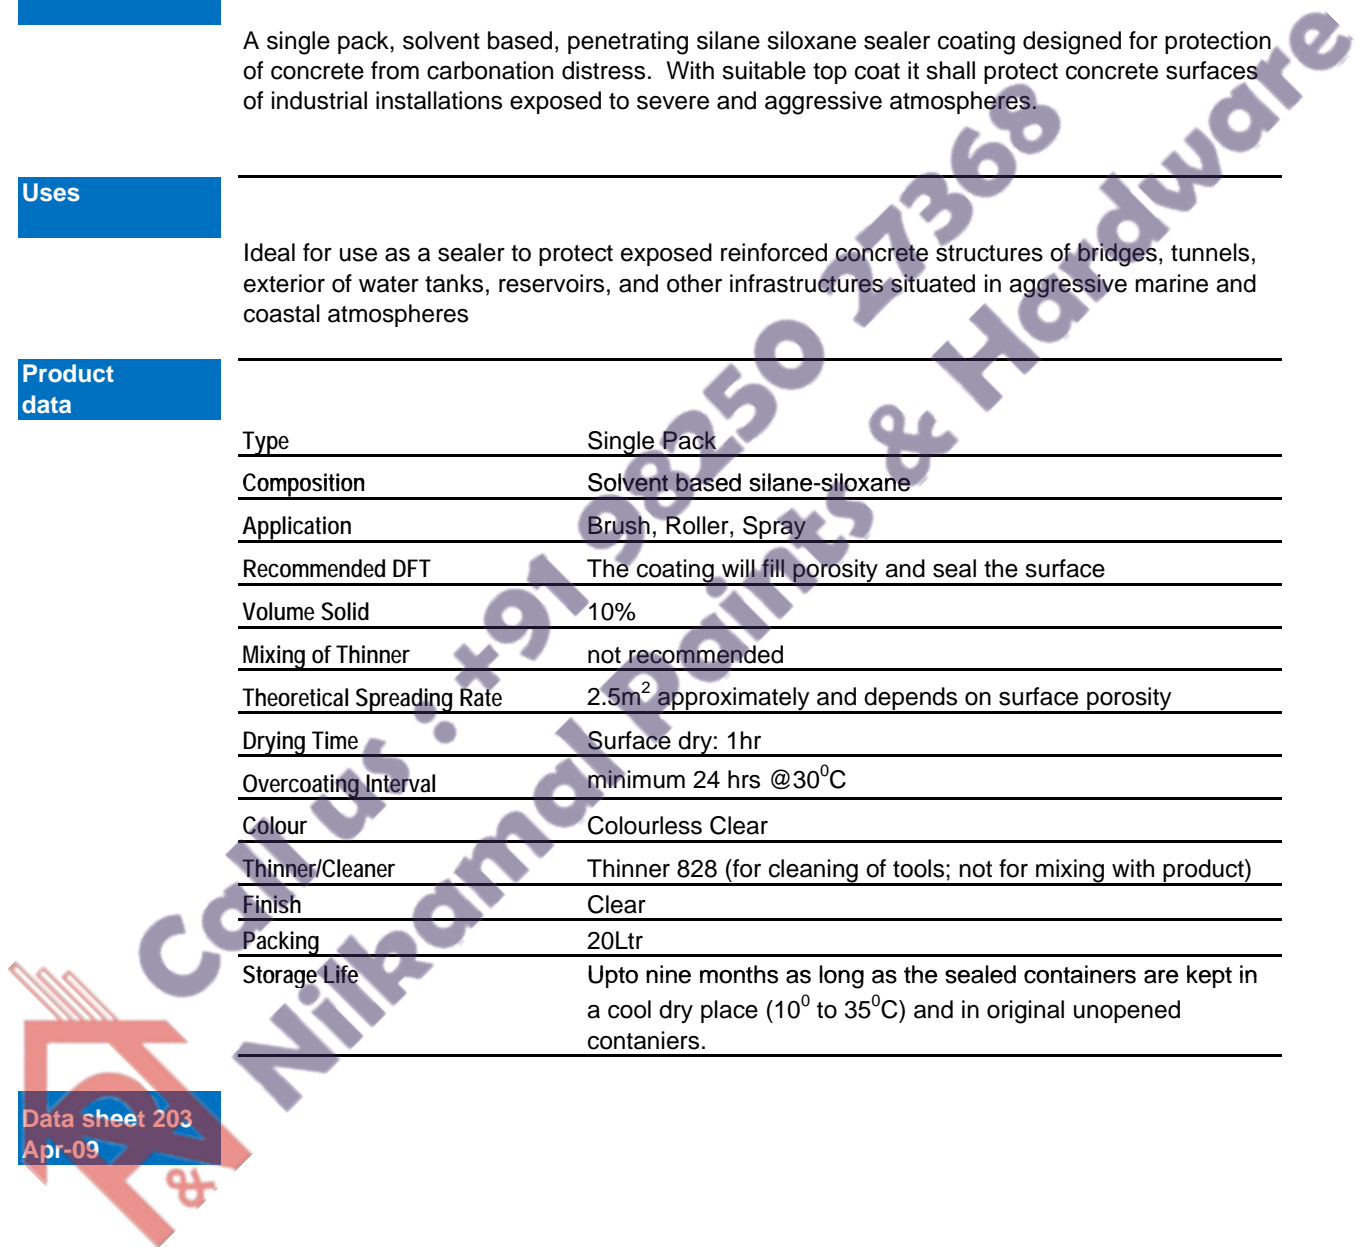 A single pack, solvent based, penetrating silane siloxane sealer coating designed for protection
of concrete from carbonation distress. With suitable top coat it shall protect concrete surfaces
of industrial installations exposed to severe and aggressive atmospheres.
Uses
Ideal for use as a sealer to protect exposed reinforced concrete structures of bridges, tunnels,
exterior of water tanks, reservoirs, and other infrastructures situated in aggressive marine and
coastal atmospheres
Product
data
Type Single Pack
Composition Solvent based silane-siloxane
Application Brush, Roller, Spray
Recommended DFT The coating will fill porosity and seal the surface
Volume Solid 10%
Mixing of Thinner not recommended
Theoretical Spreading Rate 2.5m² approximately and depends on surface porosity
Drying Time Surface dry: 1hr
Overcoating Interval minimum 24 hrs @30⁰C
Colour Colourless Clear
Thinner/Cleaner Thinner 828 (for cleaning of tools; not for mixing with product)
Finish Clear
Packing 20Ltr
Storage Life Upto nine months as long as the sealed containers are kept in
a cool dry place (10⁰ to 35⁰C) and in original unopened
contaniers.
Data sheet 203
Apr-09
Call us : +91 98250 27368
Nilkamal Paints & Hardware
&